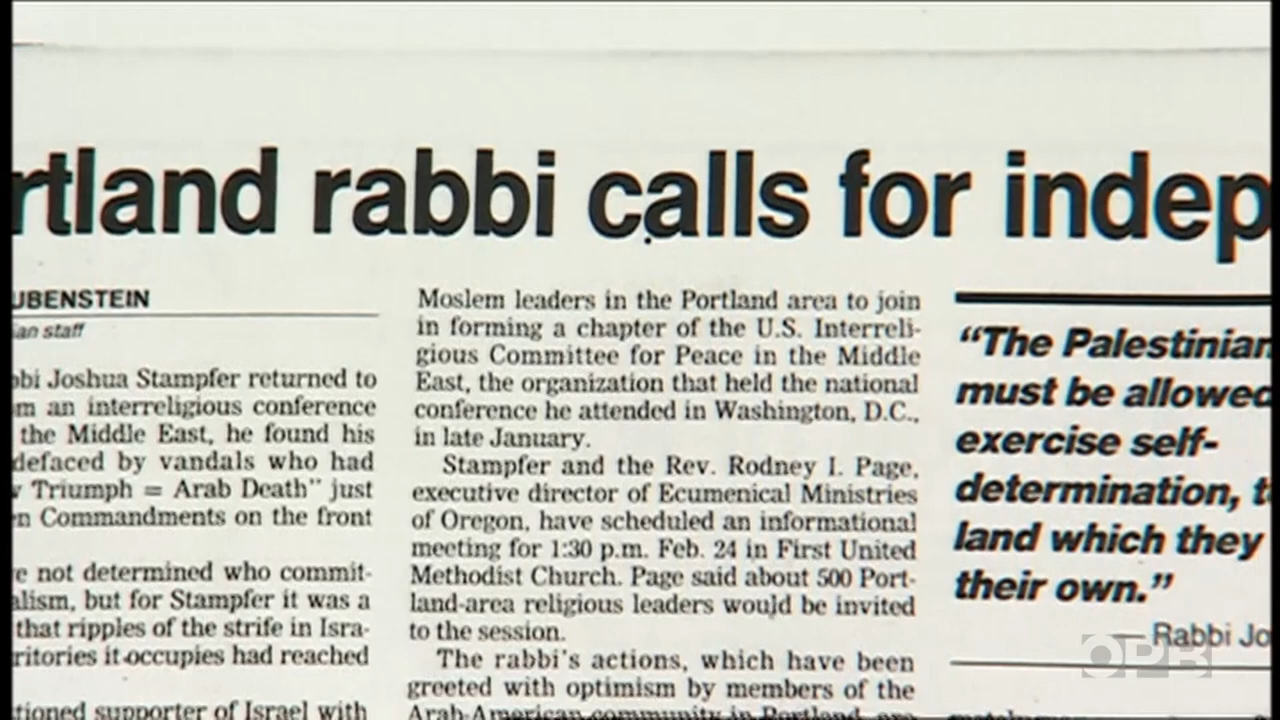 rtland rabbi calls for indep
UBENSTEIN
ian staff
bbi Joshua Stampfer returned to
m an interreligious conference
the Middle East, he found his
defaced by vandals who had
Triumph = Arab Death" just
n Commandments on the front
e not determined who commit-
alism, but for Stampfer it was a
that ripples of the strife in Isra-
ritories it occupies had reached
tioned supporter of Israel with
Moslem leaders in the Portland area to join
in forming a chapter of the U.S. Interreli-
gious Committee for Peace in the Middle
East, the organization that held the national
conference he attended in Washington, D.C.,
in late January.
Stampfer and the Rev. Rodney I. Page,
executive director of Ecumenical Ministries
of Oregon, have scheduled an informational
meeting for 1:30 p.m. Feb. 24 in First United
Methodist Church. Page said about 500 Port-
land-area religious leaders would be invited
to the session.
The rabbi's actions, which have been
greeted with optimism by members of the
Arab-American community in Portland, are
“The Palestinian
must be allowed
exercise self-
determination, t
land which they
their own.”
Rabbi Jo
OPB